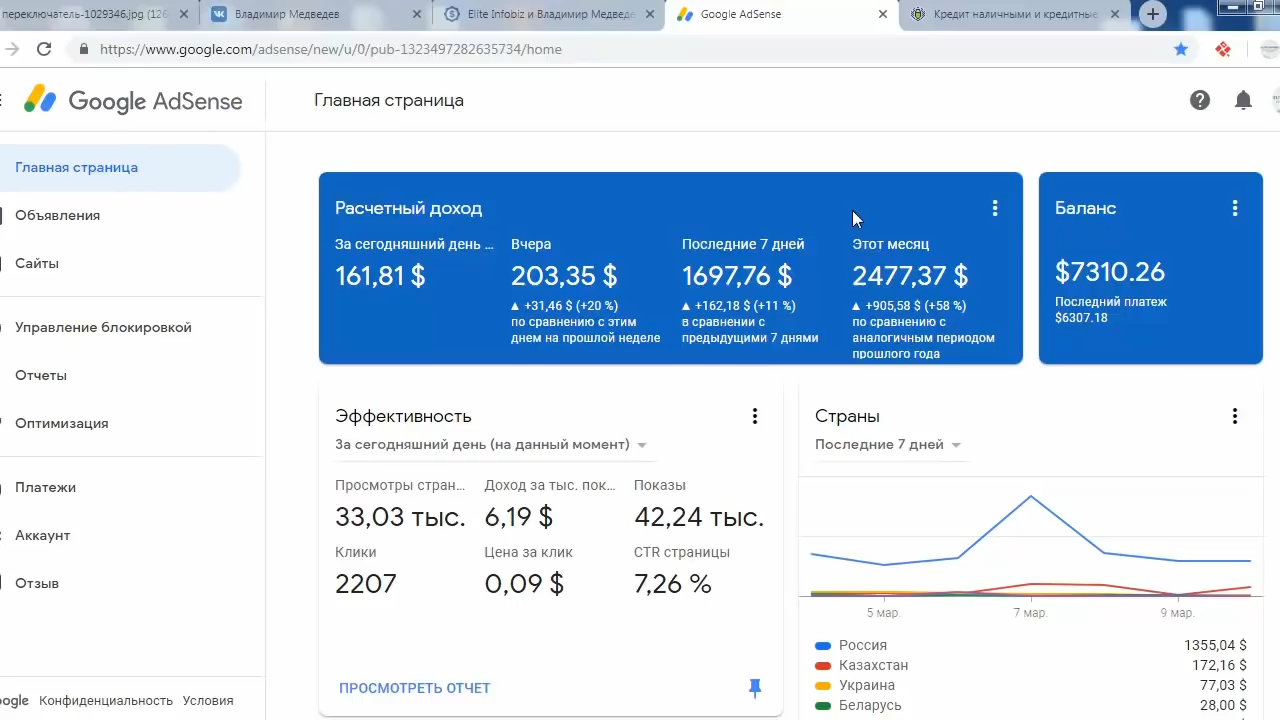 переключатель-1029346.jpg (126
Владимир Медведев
Elite Infobiz и Владимир Медведе
Google AdSense
Кредит наличными и кредитные
https://www.google.com/adsense/new/u/0/pub-1323497282635734/home
Google AdSense
Главная страница
Главная страница
Объявления
Сайты
Управление блокировкой
Отчеты
Оптимизация
Платежи
Аккаунт
Отзыв
ogle Конфиденциальность Условия
Расчетный доход
За сегодняшний день ...
161,81 $
Вчера
203,35 $
▲ +31,46 $ (+20 %)
по сравнению с этим
днем на прошлой неделе
Последние 7 дней
1697,76 $
▲ +162,18 $ (+11 %)
в сравнении с
предыдущими 7 днями
Этот месяц
2477,37 $
▲ +905,58 $ (+58 %)
по сравнению с
аналогичным периодом
прошлого года
Баланс
$7310.26
Последний платеж
$6307.18
Эффективность
За сегодняшний день (на данный момент)
Просмотры стран...
33,03 тыс.
Доход за тыс. пок...
6,19 $
Показы
42,24 тыс.
Клики
2207
Цена за клик
0,09 $
CTR страницы
7,26 %
ПРОСМОТРЕТЬ ОТЧЕТ
Страны
Последние 7 дней
5 мар.
7 мар.
9 мар.
Россия 1355,04 $
Казахстан 172,16 $
Украина 77,03 $
Беларусь 28,00 $